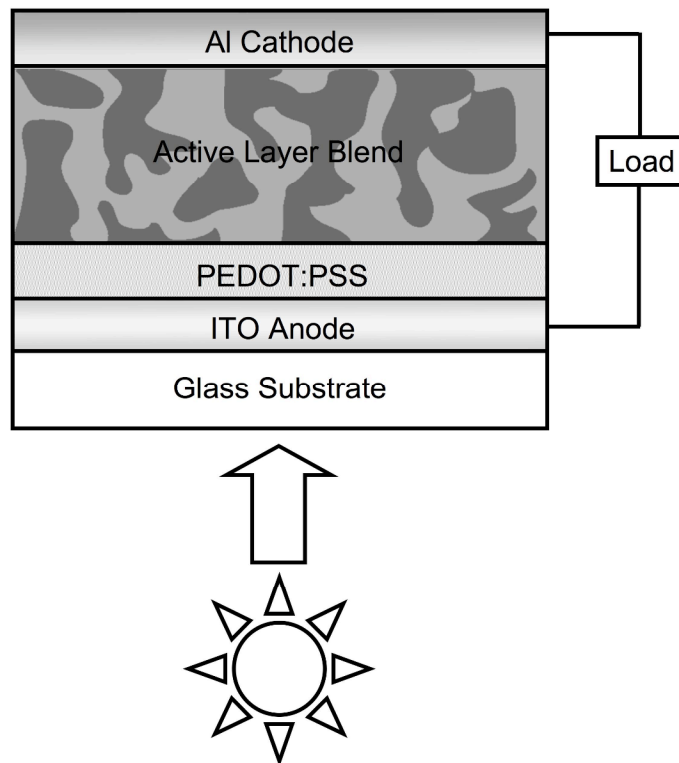 Al Cathode
Active Layer Blend
Load
PEDOT:PSS
ITO Anode
Glass Substrate